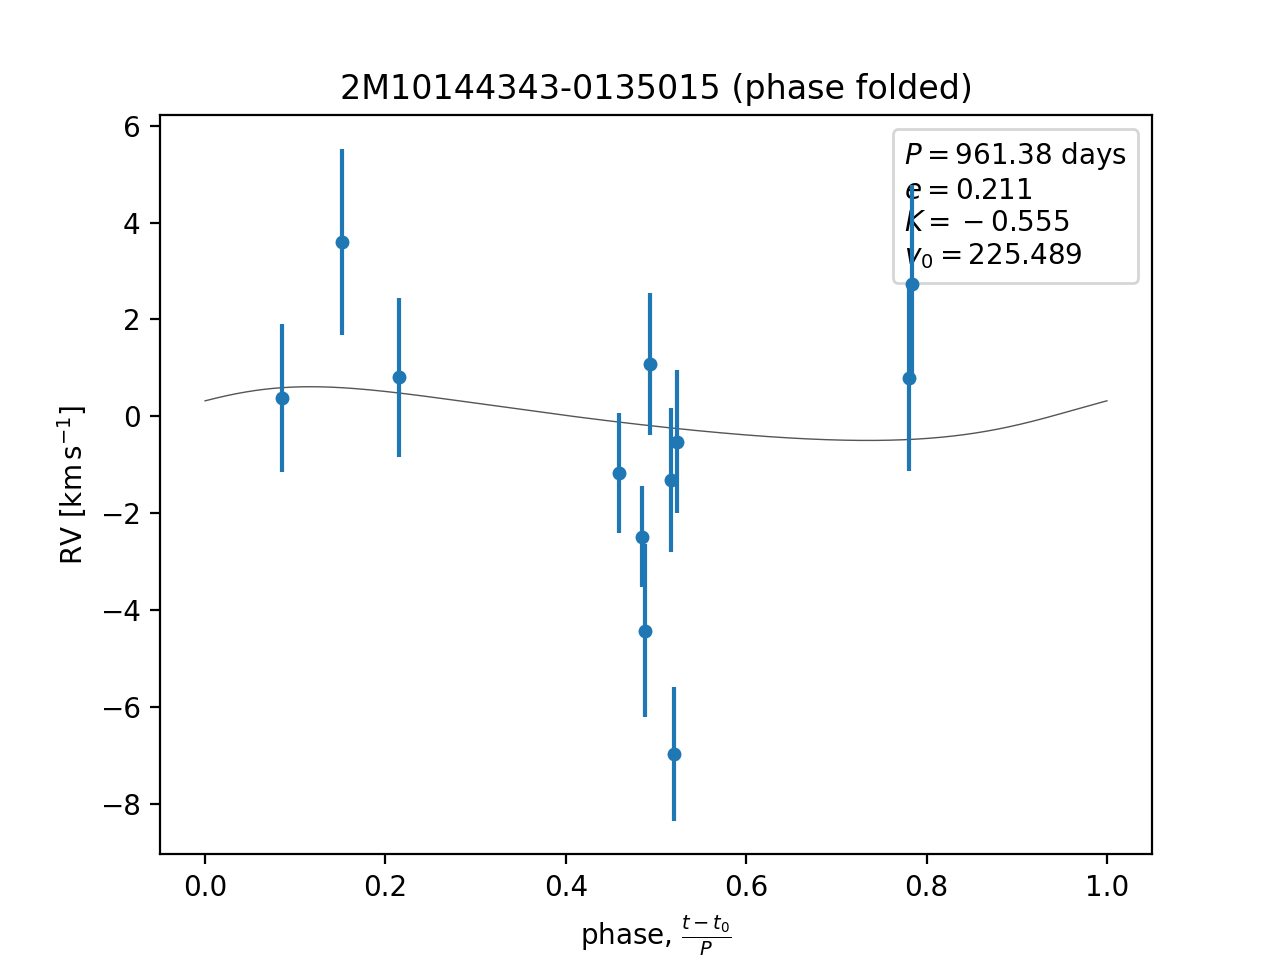 2M10144343-0135015 (phase folded)
P = 961.38 days
e = 0.211
K = −0.555
v₀ = 225.489
RV [km s⁻¹]
6
4
2
0
−2
−4
−6
−8
0.0 0.2 0.4 0.6 0.8 1.0
phase, (t − t₀)/P